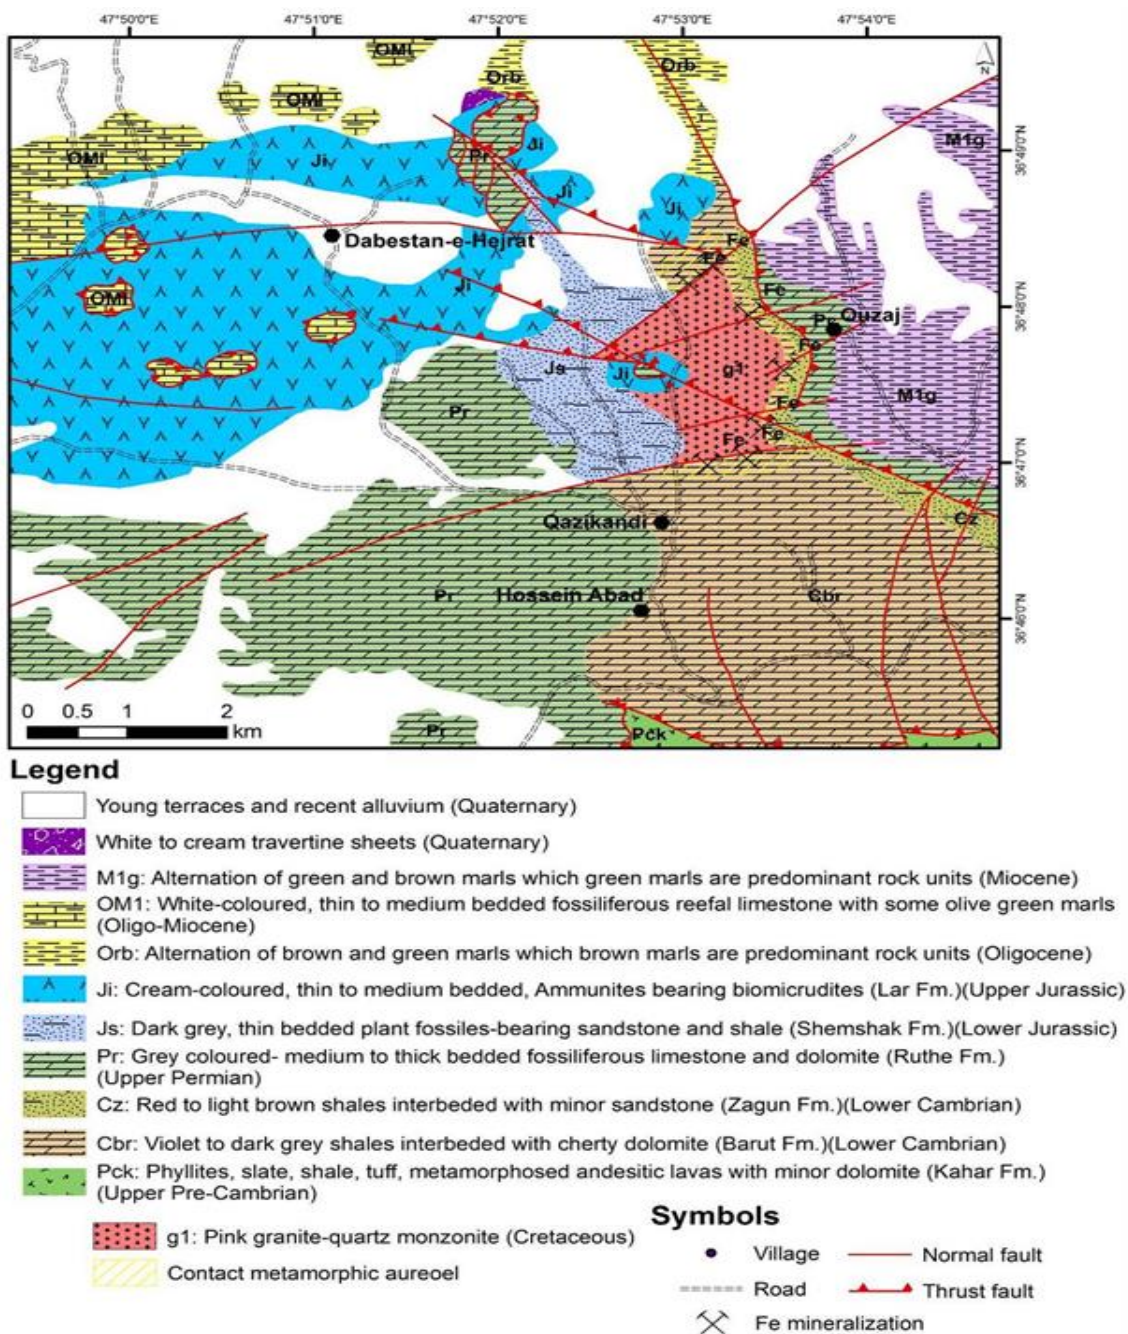 47°50'0"E
47°51'0"E
47°52'0"E
47°53'0"E
47°54'0"E
OMI
Orb
Orb
N
OMI
M1g
36°49'0"N
OMI
Ji
Ji
Pr
Ji
Ji
Dabestan-e-Hejrat
Fe
Fe
Ji
Fe
OMI
36°48'0"N
Pr
Ouzaj
Fe
Js
Ji
g1
M1g
Pr
Fe
Fe
Fe
36°47'0"N
Qazikandi
Cz
Pr
Hossein Abad
Cbr
36°46'0"N
0 0.5 1 2
km
Pr
Pck
Legend
Young terraces and recent alluvium (Quaternary)
White to cream travertine sheets (Quaternary)
M1g: Alternation of green and brown marls which green marls are predominant rock units (Miocene)
OM1: White-coloured, thin to medium bedded fossiliferous reefal limestone with some olive green marls
(Oligo-Miocene)
Orb: Alternation of brown and green marls which brown marls are predominant rock units (Oligocene)
Ji: Cream-coloured, thin to medium bedded, Ammunites bearing biomicrudites (Lar Fm.)(Upper Jurassic)
Js: Dark grey, thin bedded plant fossiles-bearing sandstone and shale (Shemshak Fm.)(Lower Jurassic)
Pr: Grey coloured- medium to thick bedded fossiliferous limestone and dolomite (Ruthe Fm.)
(Upper Permian)
Cz: Red to light brown shales interbeded with minor sandstone (Zagun Fm.)(Lower Cambrian)
Cbr: Violet to dark grey shales interbeded with cherty dolomite (Barut Fm.)(Lower Cambrian)
Pck: Phyllites, slate, shale, tuff, metamorphosed andesitic lavas with minor dolomite (Kahar Fm.)
(Upper Pre-Cambrian)
g1: Pink granite-quartz monzonite (Cretaceous)
Contact metamorphic aureoel
Symbols
Village
Normal fault
Road
Thrust fault
Fe mineralization